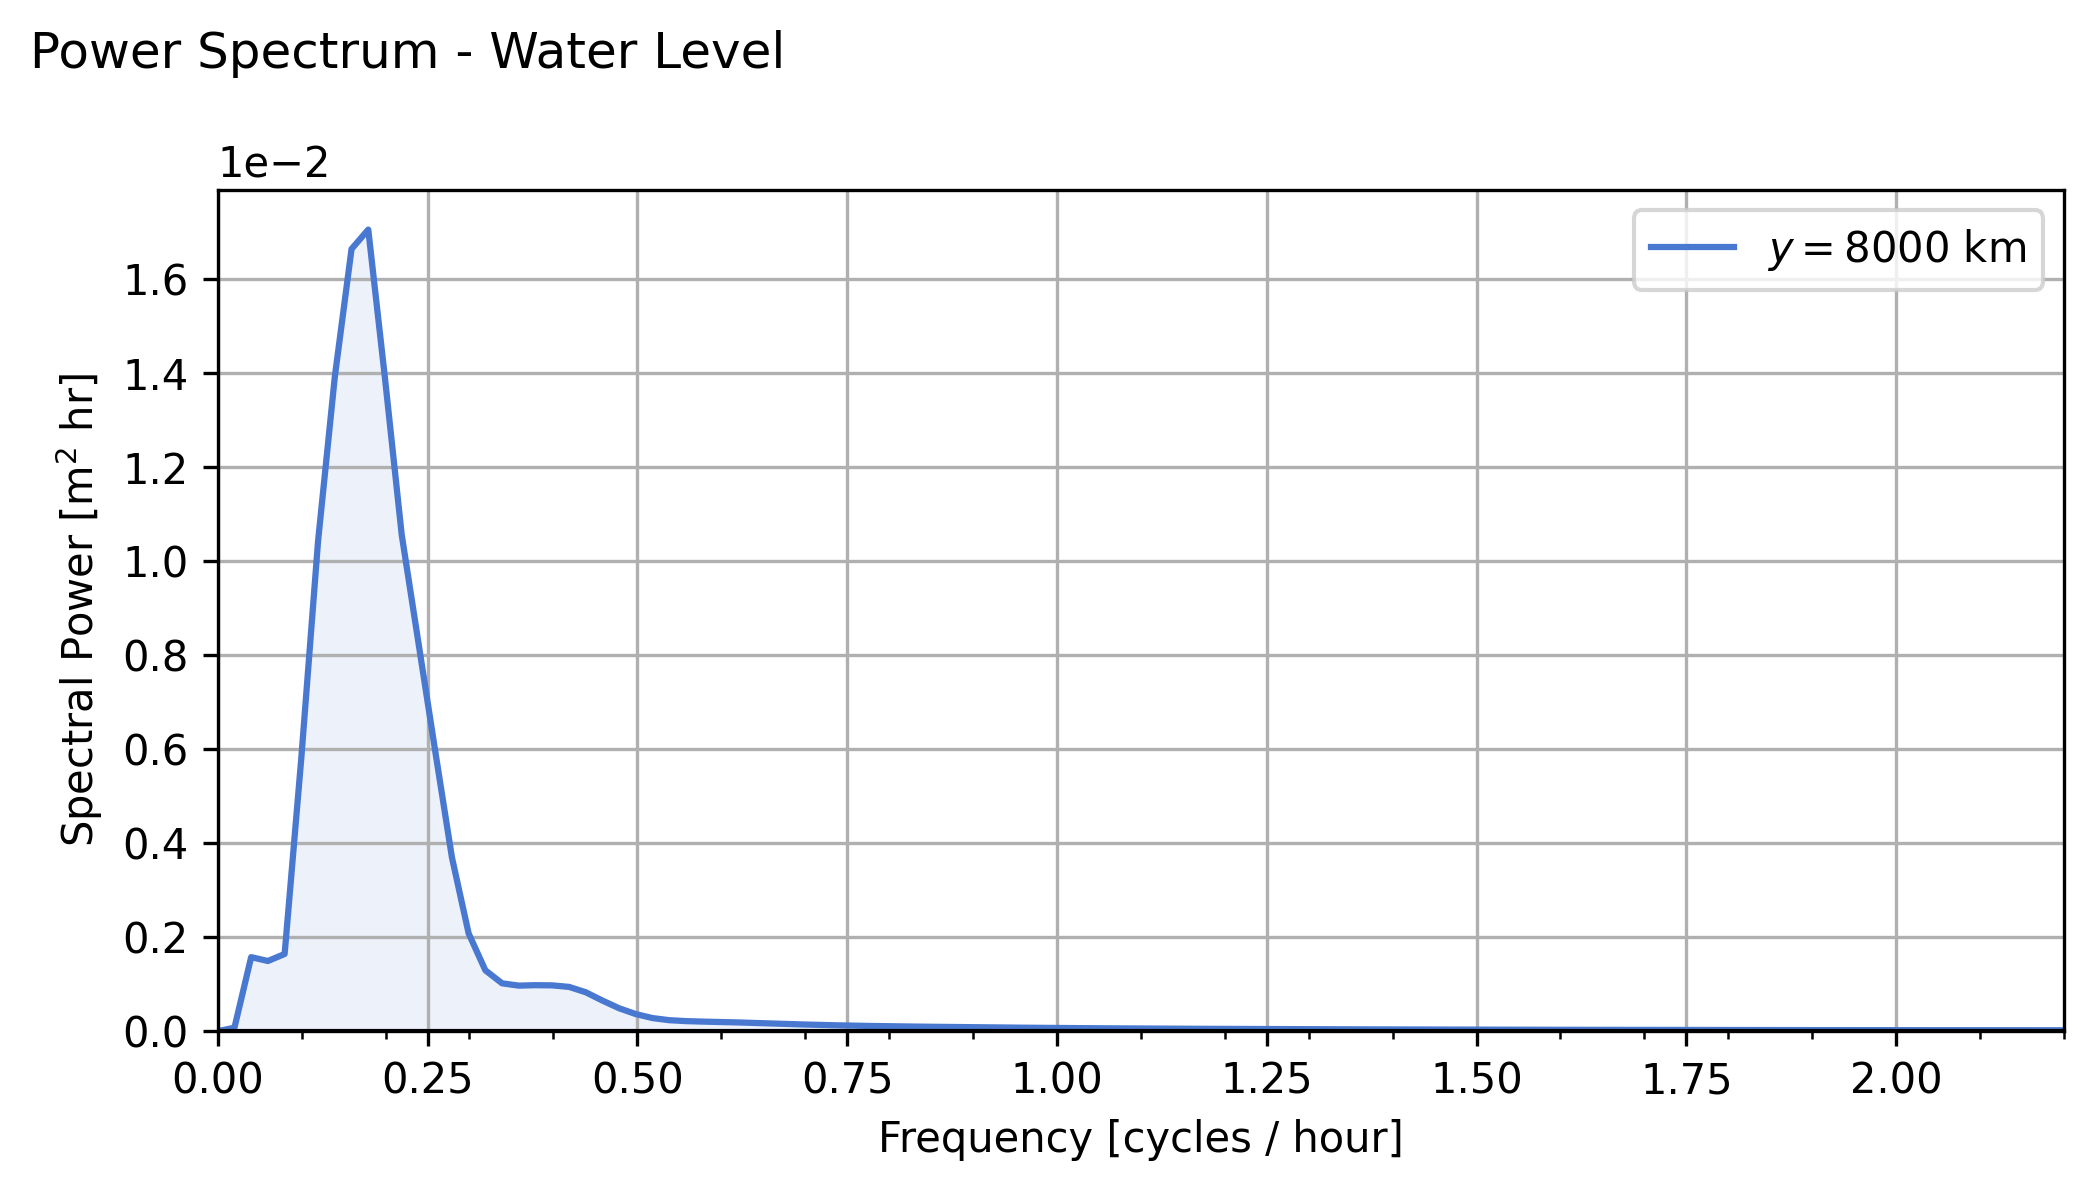 Power Spectrum - Water Level
1e−2
y = 8000 km
1.6
1.4
1.2
1.0
0.8
0.6
0.4
0.2
0.0
Spectral Power [m² hr]
0.00 0.25 0.50 0.75 1.00 1.25 1.50 1.75 2.00
Frequency [cycles / hour]